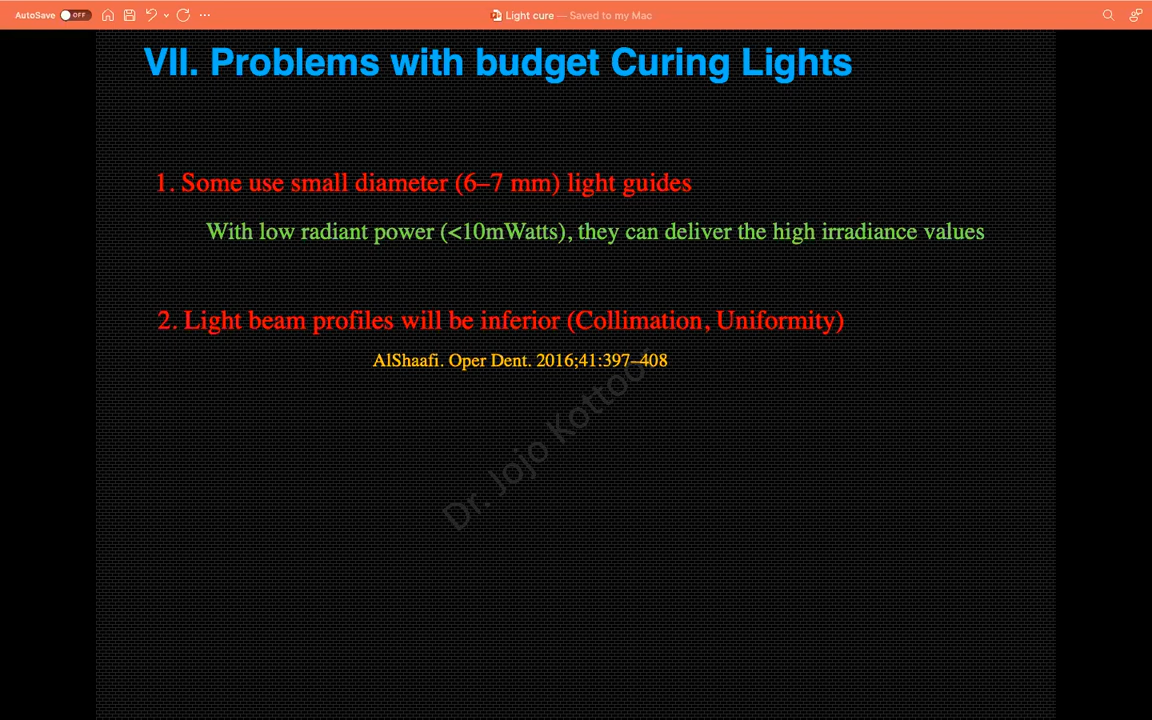 AutoSave OFF
Light cure — Saved to my Mac
VII. Problems with budget Curing Lights
1. Some use small diameter (6–7 mm) light guides
With low radiant power (<10mWatts), they can deliver the high irradiance values
2. Light beam profiles will be inferior (Collimation, Uniformity)
AlShaafi. Oper Dent. 2016;41:397–408
Dr. Jojo Kottoor